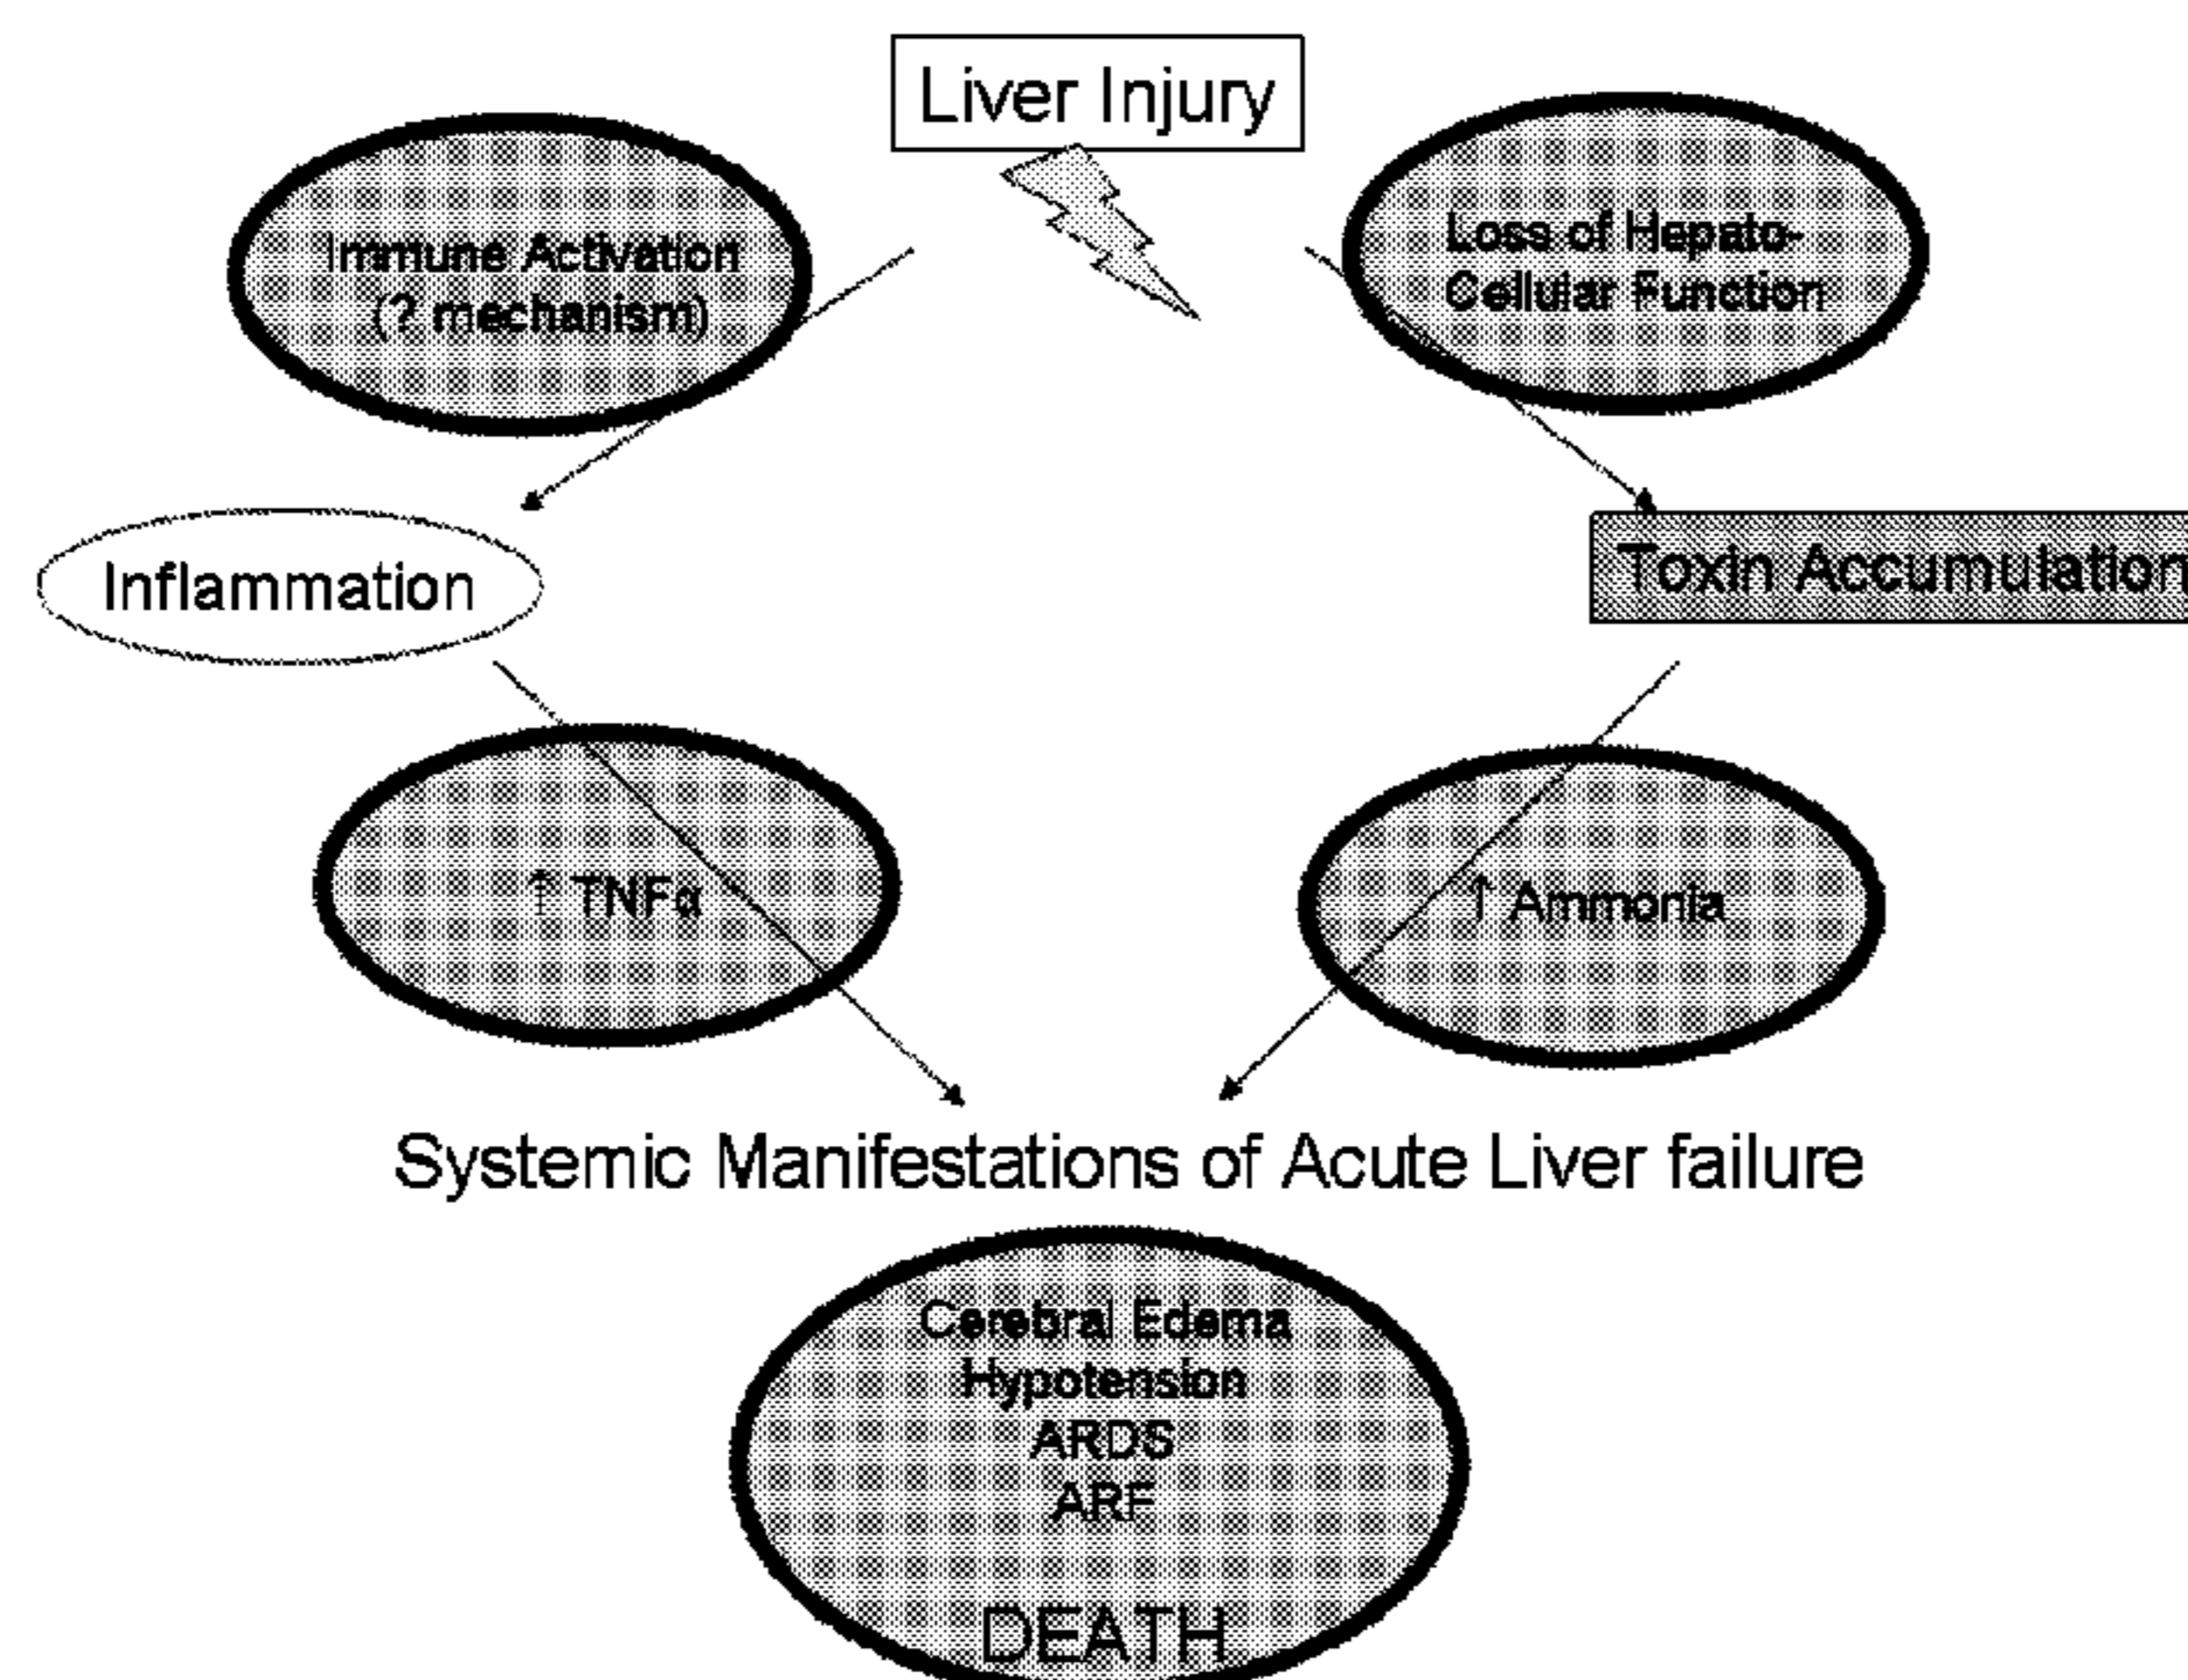 Liver Injury
Immune Activation
(? mechanism)
Loss of Hepato-
Cellular Function
Inflammation
Toxin Accumulation
↑ TNFα
↑ Ammonia
Systemic Manifestations of Acute Liver failure
Cerebral Edema
Hypotension
ARDS
ARF
DEATH